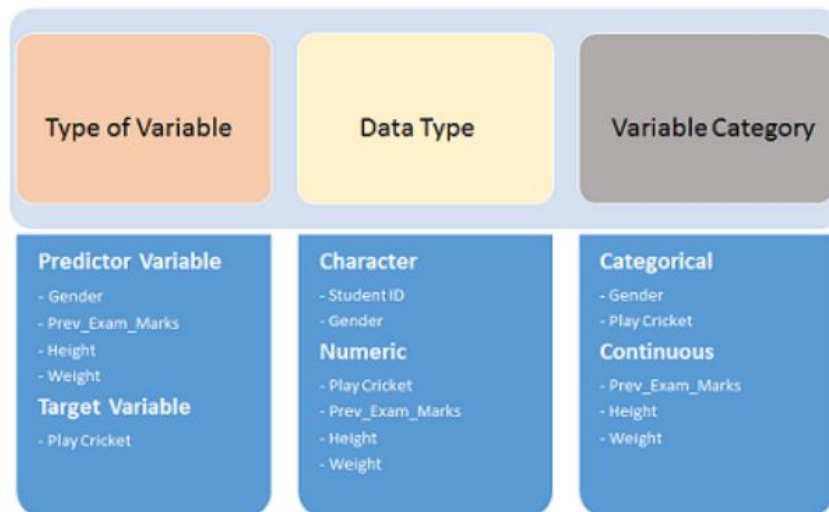 Type of Variable
Data Type
Variable Category
Predictor Variable
- Gender
- Prev_Exam_Marks
- Height
- Weight
Target Variable
- Play Cricket
Character
- Student ID
- Gender
Numeric
- Play Cricket
- Prev_Exam_Marks
- Height
- Weight
Categorical
- Gender
- Play Cricket
Continuous
- Prev_Exam_Marks
- Height
- Weight